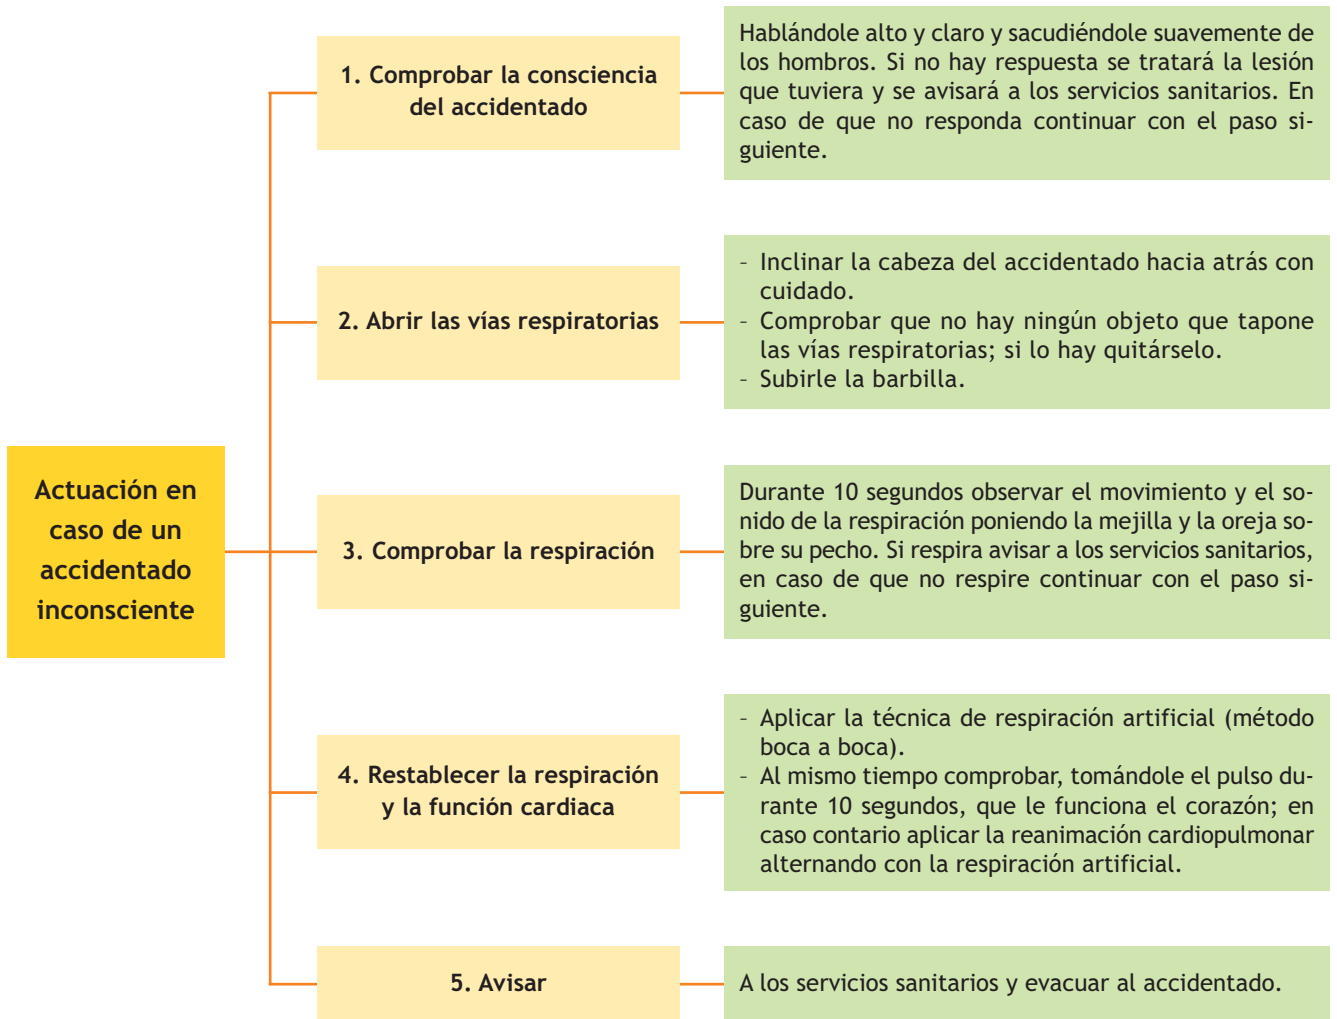 Actuación en
caso de un
accidentado
inconsciente
1. Comprobar la consciencia
del accidentado
Hablándole alto y claro y sacudiéndole suavemente de
los hombros. Si no hay respuesta se tratará la lesión
que tuviera y se avisará a los servicios sanitarios. En
caso de que no responda continuar con el paso si-
guiente.
2. Abrir las vías respiratorias
– Inclinar la cabeza del accidentado hacia atrás con
cuidado.
– Comprobar que no hay ningún objeto que tapone
las vías respiratorias; si lo hay quitárselo.
– Subirle la barbilla.
3. Comprobar la respiración
Durante 10 segundos observar el movimiento y el so-
nido de la respiración poniendo la mejilla y la oreja so-
bre su pecho. Si respira avisar a los servicios sanitarios,
en caso de que no respire continuar con el paso si-
guiente.
4. Restablecer la respiración
y la función cardiaca
– Aplicar la técnica de respiración artificial (método
boca a boca).
– Al mismo tiempo comprobar, tomándole el pulso du-
rante 10 segundos, que le funciona el corazón; en
caso contario aplicar la reanimación cardiopulmonar
alternando con la respiración artificial.
5. Avisar
A los servicios sanitarios y evacuar al accidentado.